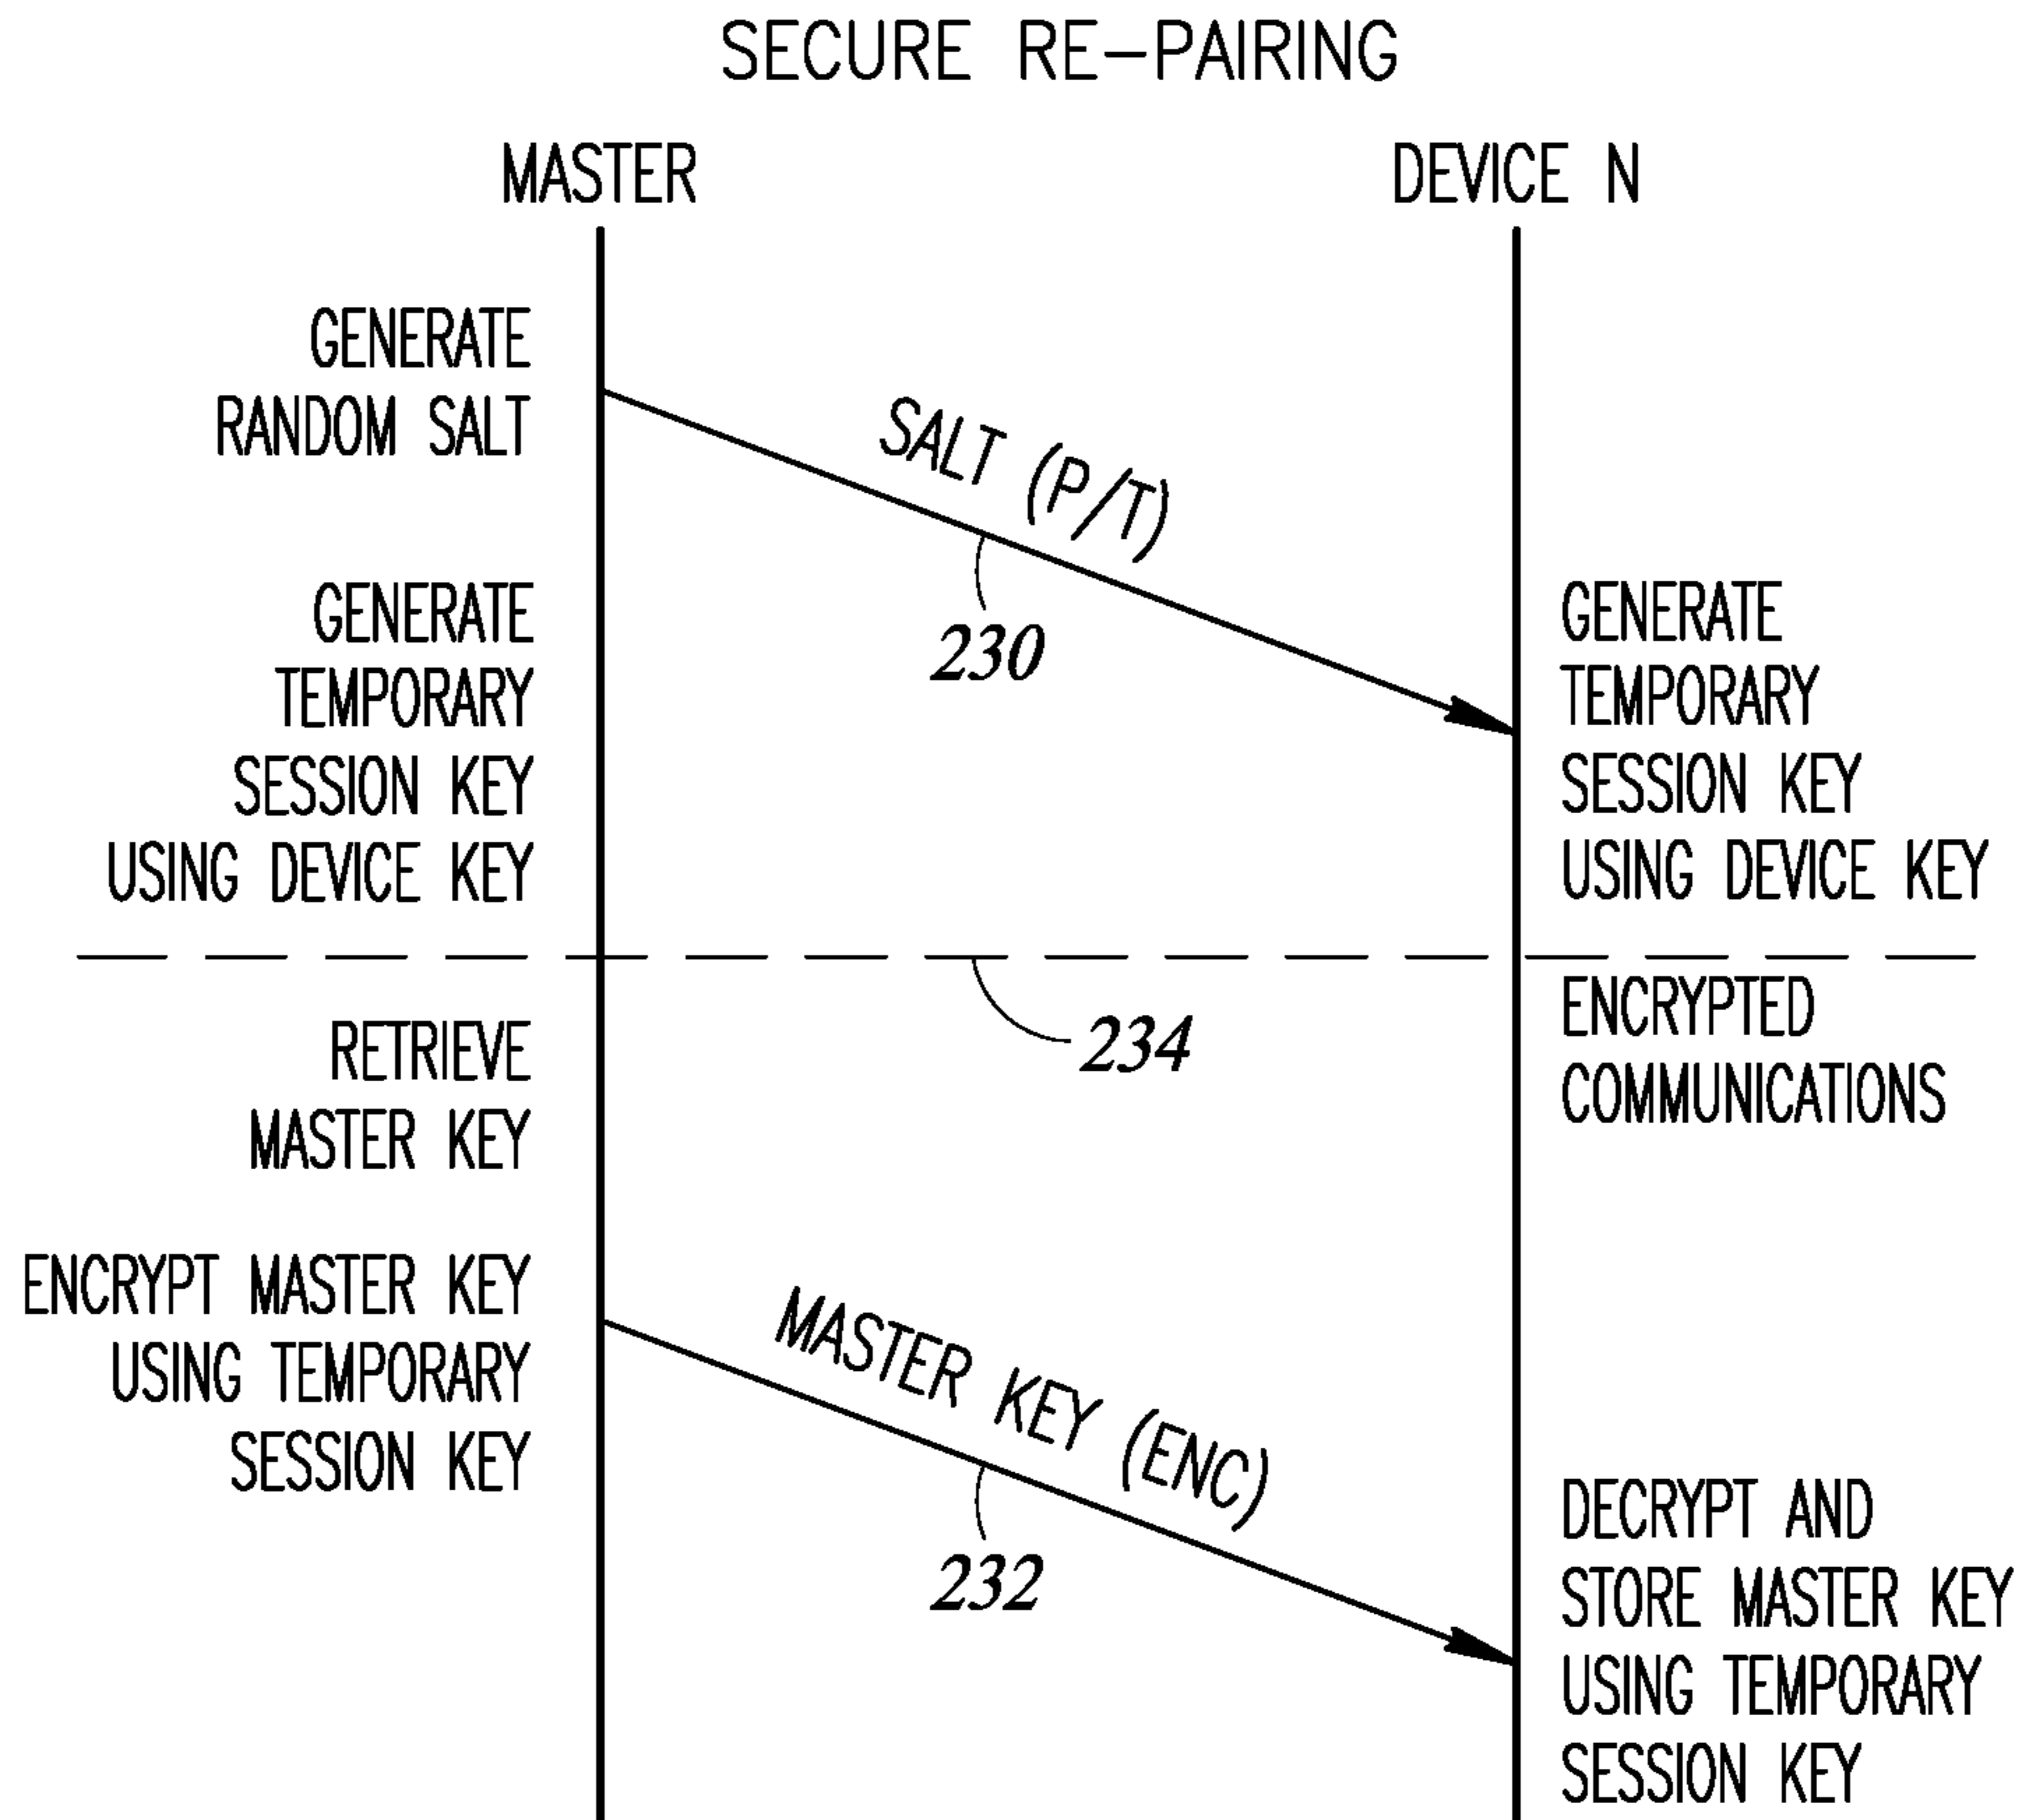 SECURE RE-PAIRING
MASTER
DEVICE N
GENERATE
RANDOM SALT
SALT (P/T)
230
GENERATE
TEMPORARY
SESSION KEY
USING DEVICE KEY
GENERATE
TEMPORARY
SESSION KEY
USING DEVICE KEY
234
ENCRYPTED
COMMUNICATIONS
RETRIEVE
MASTER KEY
ENCRYPT MASTER KEY
USING TEMPORARY
SESSION KEY
MASTER KEY (ENC)
232
DECRYPT AND
STORE MASTER KEY
USING TEMPORARY
SESSION KEY